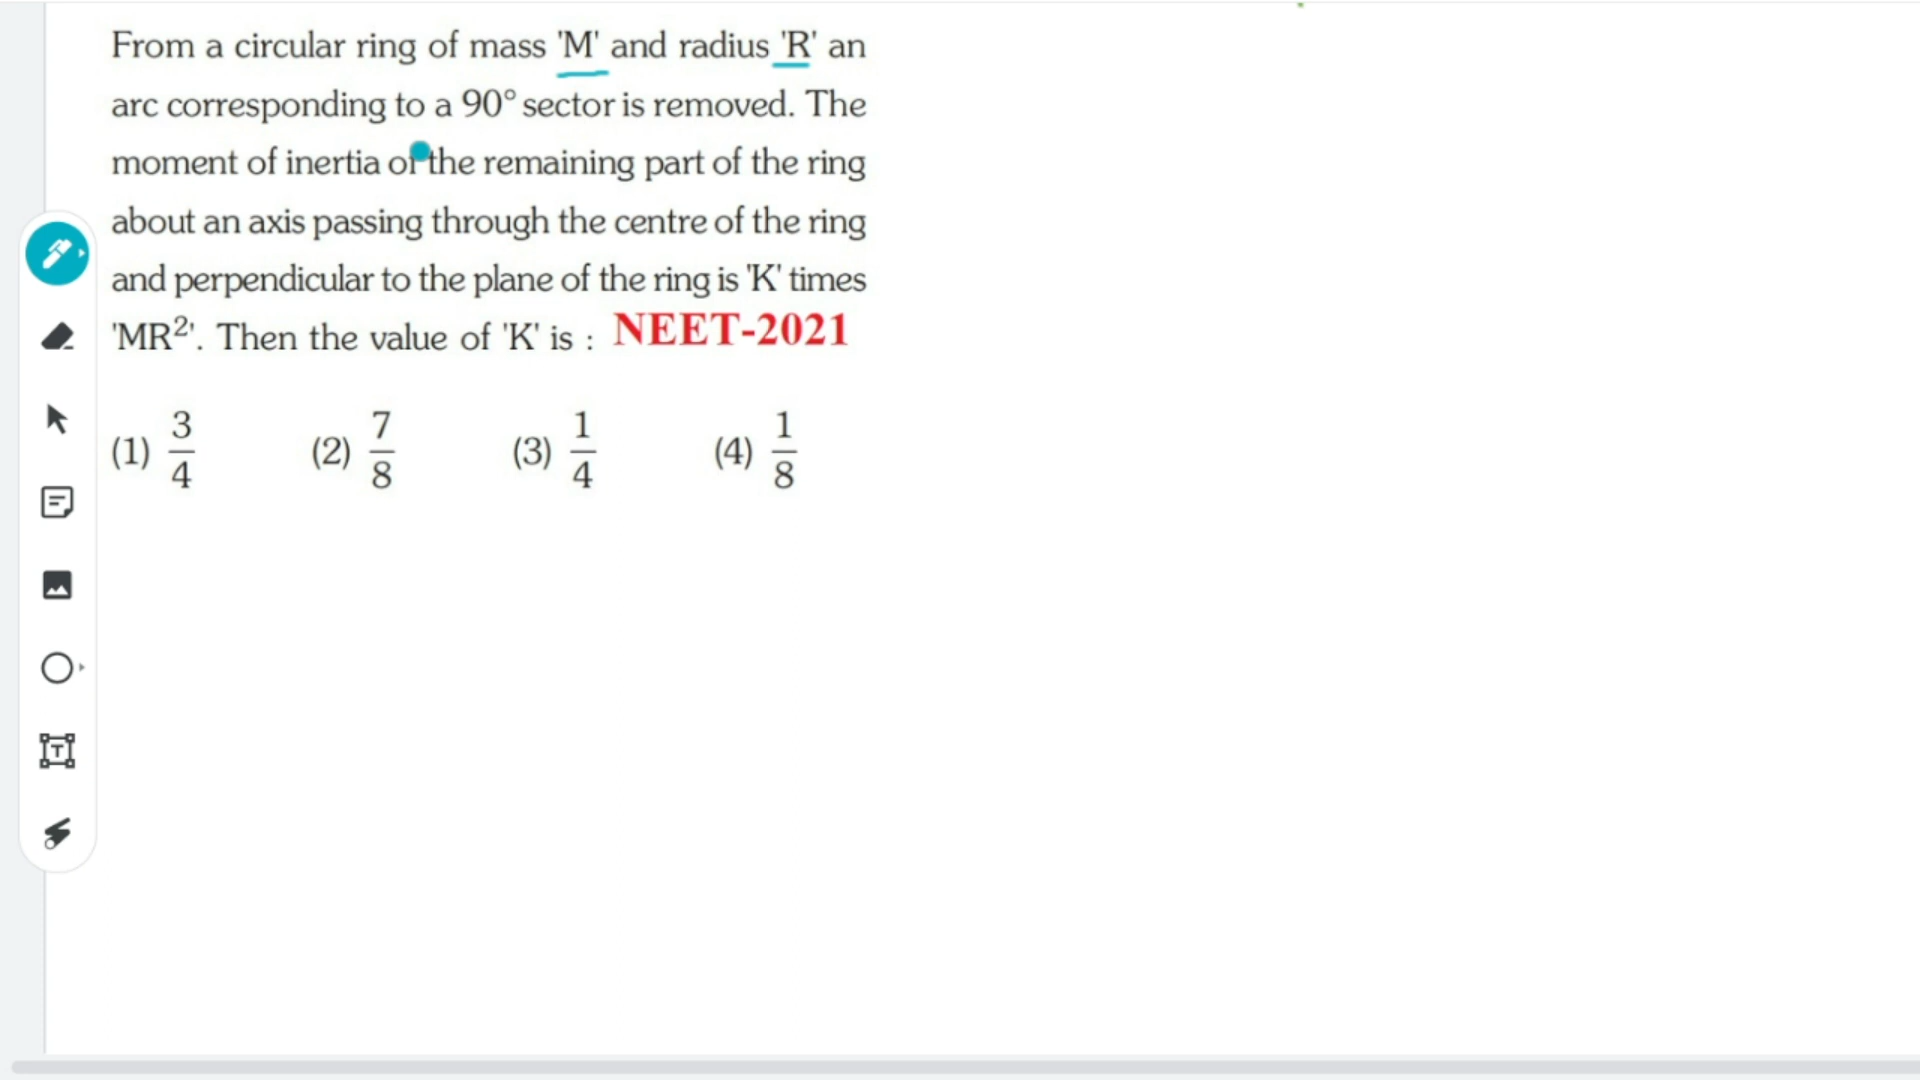 From a circular ring of mass 'M' and radius 'R' an
arc corresponding to a 90° sector is removed. The
moment of inertia of the remaining part of the ring
about an axis passing through the centre of the ring
and perpendicular to the plane of the ring is 'K' times
'MR²'. Then the value of 'K' is : NEET-2021
(1) 3/4 (2) 7/8 (3) 1/4 (4) 1/8